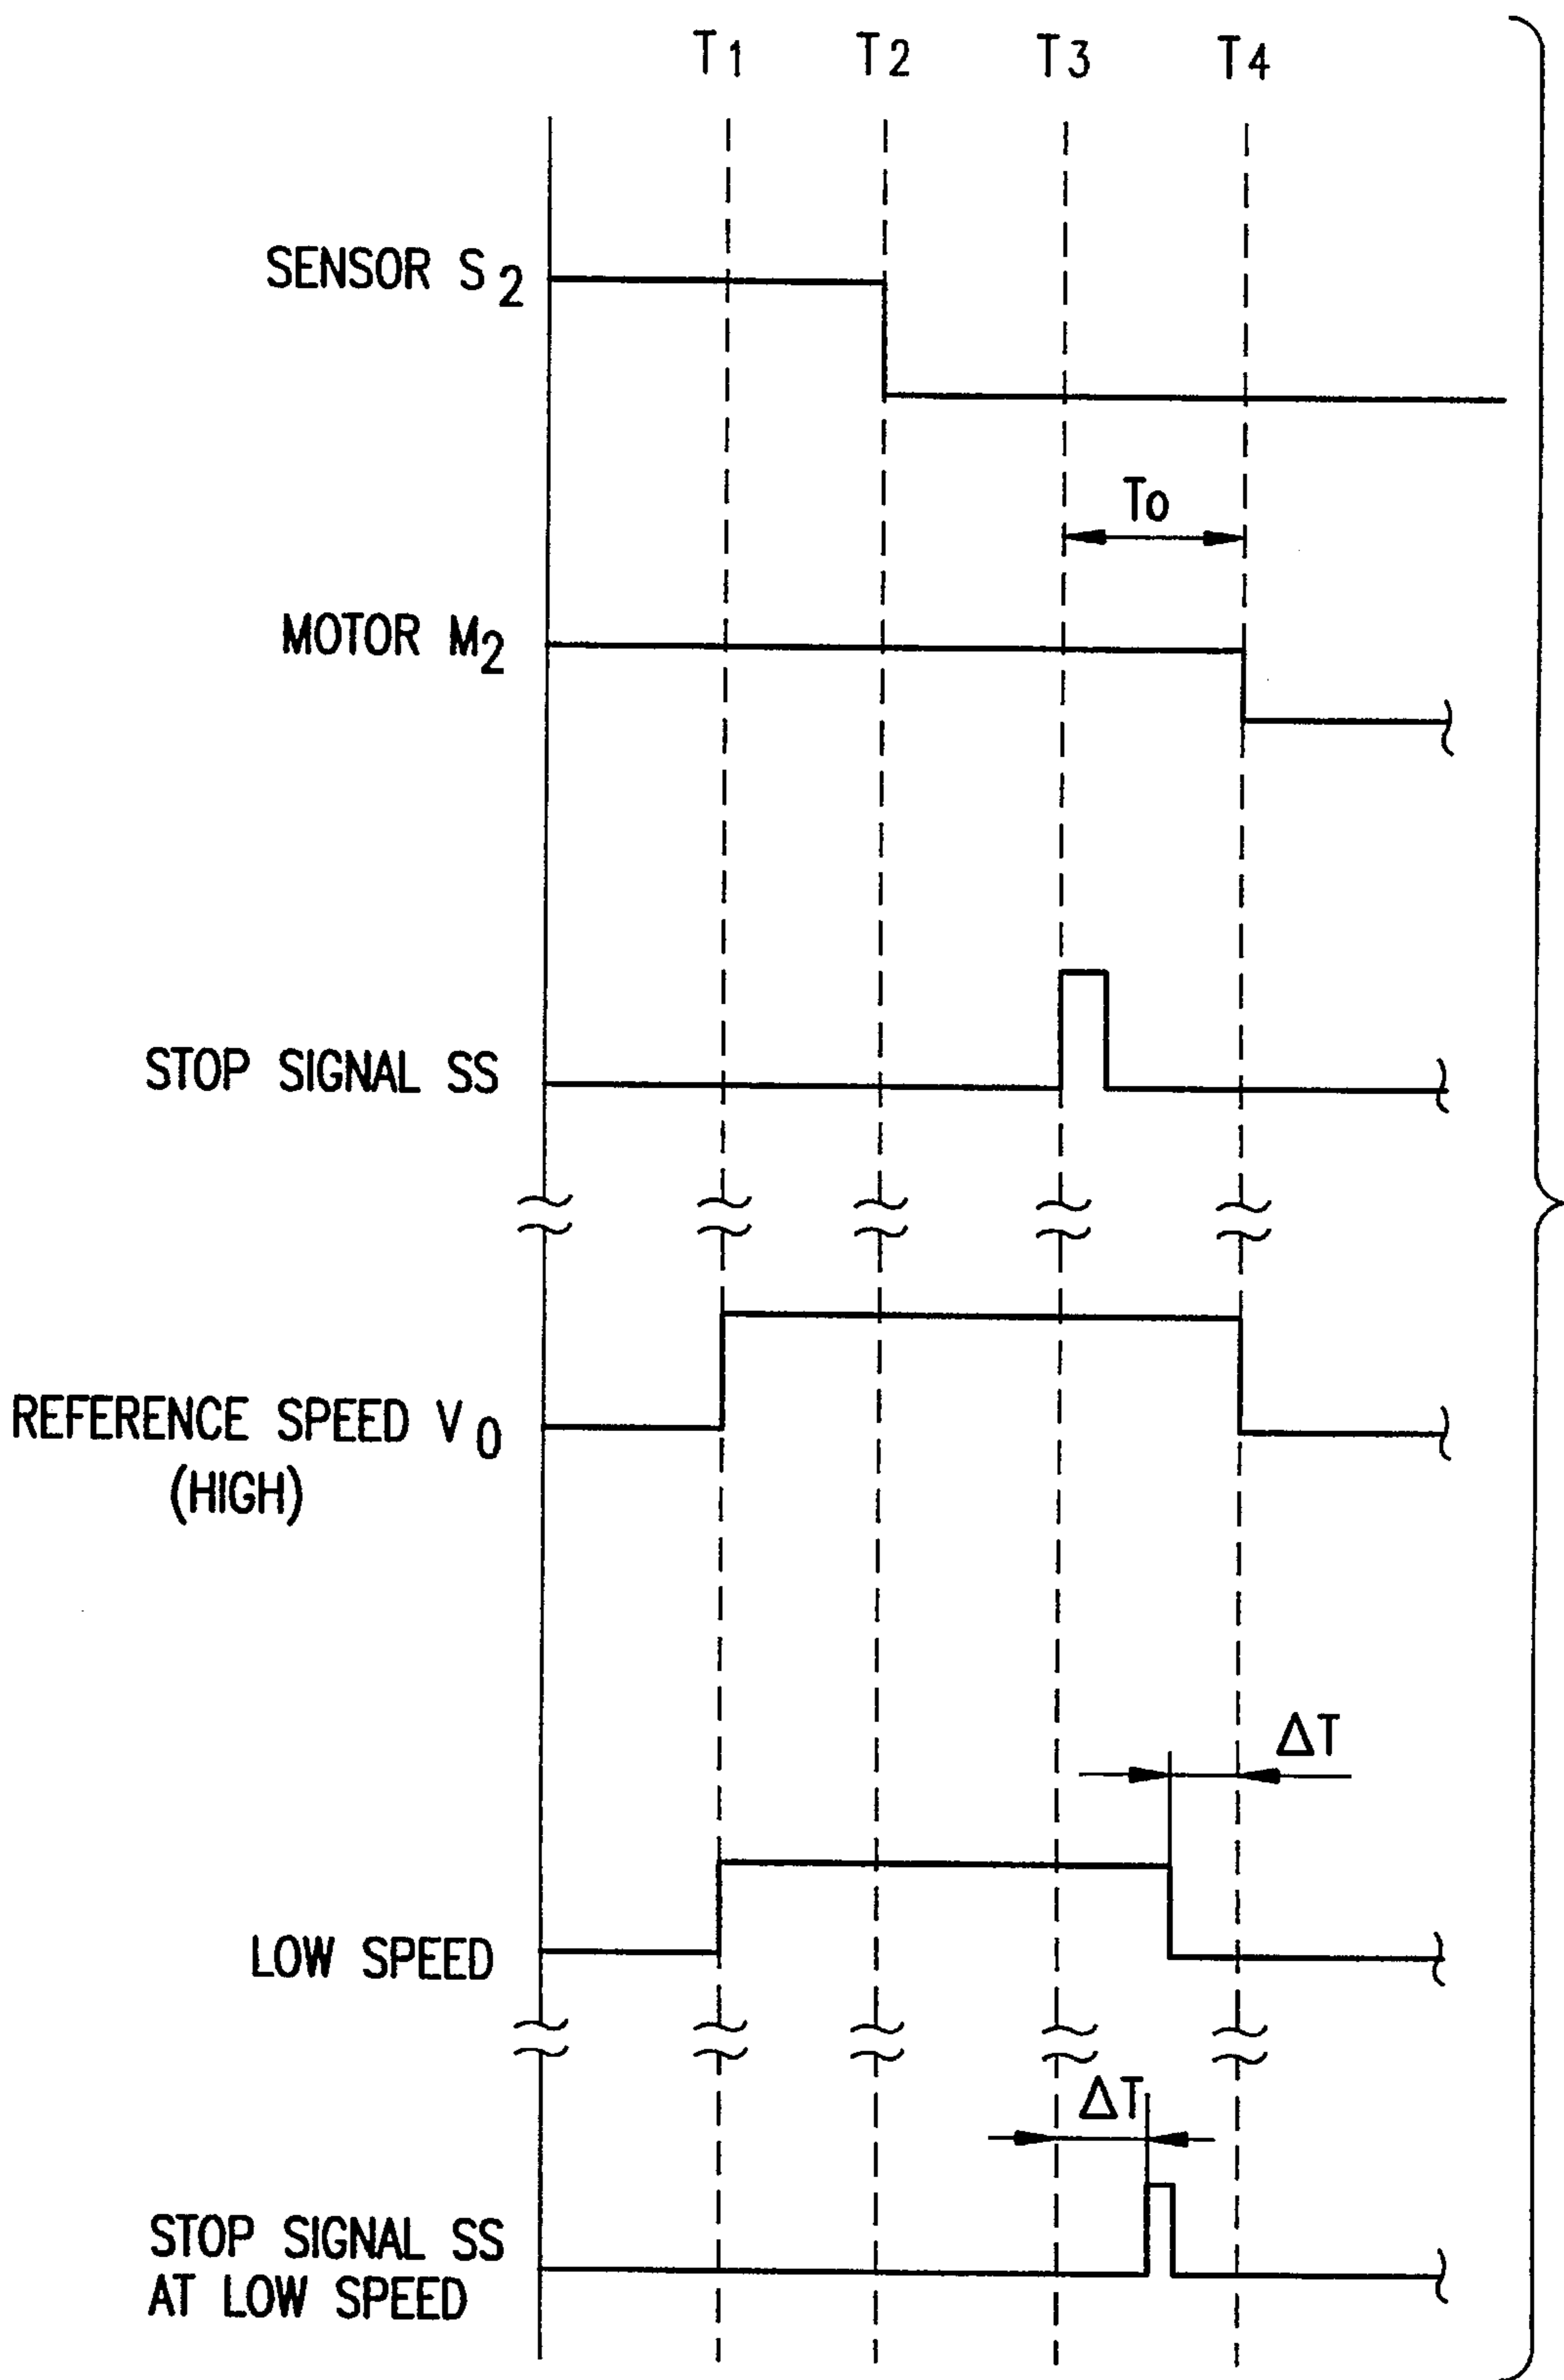 T1 T2 T3 T4
SENSOR S2
To
MOTOR M2
STOP SIGNAL SS
REFERENCE SPEED V0
(HIGH)
ΔT
LOW SPEED
ΔT
STOP SIGNAL SS
AT LOW SPEED